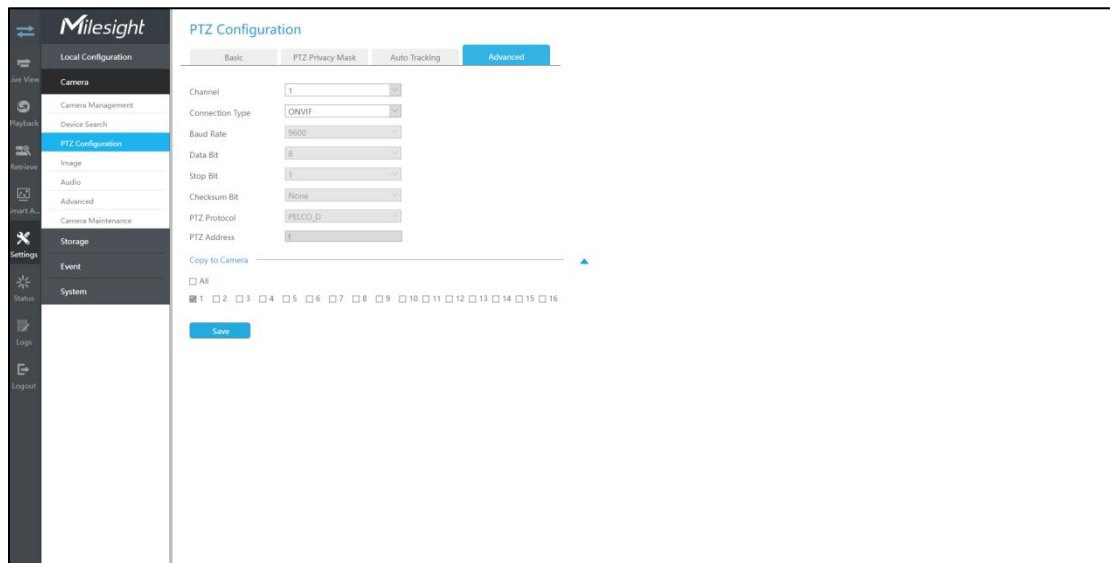 Milesight
Live View
Playback
Retrieve
Smart A...
Settings
Status
Logs
Logout
Local Configuration
Camera
Camera Management
Device Search
PTZ Configuration
Image
Audio
Advanced
Camera Maintenance
Storage
Event
System
PTZ Configuration
Basic PTZ Privacy Mask Auto Tracking Advanced
Channel 1
Connection Type ONVIF
Baud Rate 9600
Data Bit 8
Stop Bit 1
Checksum Bit None
PTZ Protocol PELCO_D
PTZ Address 1
Copy to Camera
All
1 2 3 4 5 6 7 8 9 10 11 12 13 14 15 16
Save